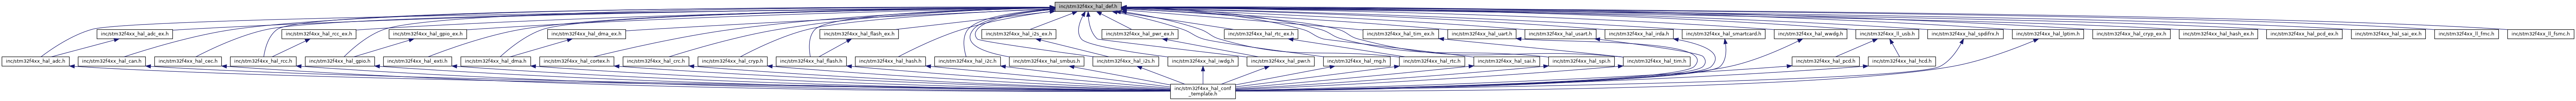 inc/stm32f4xx_hal_def.h
inc/stm32f4xx_hal_adc_ex.h
inc/stm32f4xx_hal_rcc_ex.h
inc/stm32f4xx_hal_gpio_ex.h
inc/stm32f4xx_hal_dma_ex.h
inc/stm32f4xx_hal_flash_ex.h
inc/stm32f4xx_hal_i2s_ex.h
inc/stm32f4xx_hal_pwr_ex.h
inc/stm32f4xx_hal_rtc_ex.h
inc/stm32f4xx_hal_tim_ex.h
inc/stm32f4xx_hal_uart.h
inc/stm32f4xx_hal_usart.h
inc/stm32f4xx_hal_irda.h
inc/stm32f4xx_hal_smartcard.h
inc/stm32f4xx_hal_wwdg.h
inc/stm32f4xx_ll_usb.h
inc/stm32f4xx_hal_spdifrx.h
inc/stm32f4xx_hal_lptim.h
inc/stm32f4xx_hal_cryp_ex.h
inc/stm32f4xx_hal_hash_ex.h
inc/stm32f4xx_hal_pcd_ex.h
inc/stm32f4xx_hal_sai_ex.h
inc/stm32f4xx_ll_fmc.h
inc/stm32f4xx_ll_fsmc.h
inc/stm32f4xx_hal_adc.h
inc/stm32f4xx_hal_can.h
inc/stm32f4xx_hal_cec.h
inc/stm32f4xx_hal_rcc.h
inc/stm32f4xx_hal_gpio.h
inc/stm32f4xx_hal_exti.h
inc/stm32f4xx_hal_dma.h
inc/stm32f4xx_hal_cortex.h
inc/stm32f4xx_hal_crc.h
inc/stm32f4xx_hal_cryp.h
inc/stm32f4xx_hal_flash.h
inc/stm32f4xx_hal_hash.h
inc/stm32f4xx_hal_i2c.h
inc/stm32f4xx_hal_smbus.h
inc/stm32f4xx_hal_i2s.h
inc/stm32f4xx_hal_iwdg.h
inc/stm32f4xx_hal_pwr.h
inc/stm32f4xx_hal_rng.h
inc/stm32f4xx_hal_rtc.h
inc/stm32f4xx_hal_sai.h
inc/stm32f4xx_hal_spi.h
inc/stm32f4xx_hal_tim.h
inc/stm32f4xx_hal_pcd.h
inc/stm32f4xx_hal_hcd.h
inc/stm32f4xx_hal_conf
_template.h